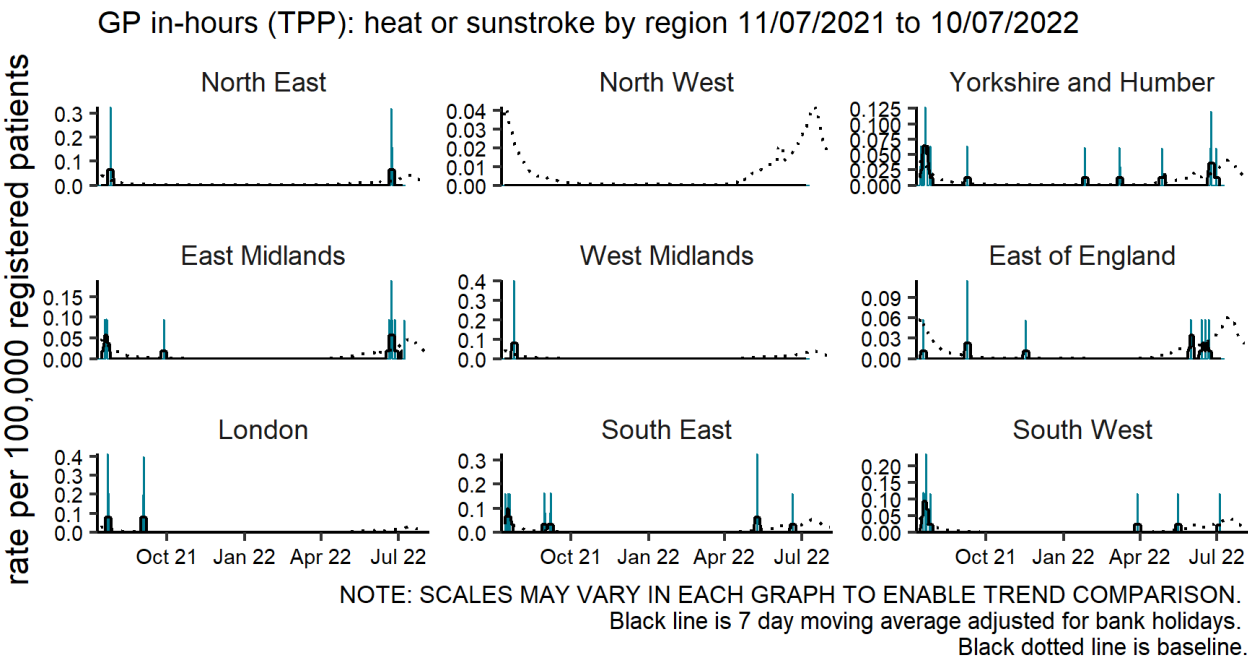 GP in-hours (TPP): heat or sunstroke by region 11/07/2021 to 10/07/2022
rate per 100,000 registered patients
North East
0.3
0.2
0.1
0.0
North West
0.04
0.03
0.02
0.01
0.00
Yorkshire and Humber
0.125
0.100
0.075
0.050
0.025
0.000
East Midlands
0.15
0.10
0.05
0.00
West Midlands
0.4
0.3
0.2
0.1
0.0
East of England
0.09
0.06
0.03
0.00
London
0.4
0.3
0.2
0.1
0.0
Oct 21 Jan 22 Apr 22 Jul 22
South East
0.3
0.2
0.1
0.0
Oct 21 Jan 22 Apr 22 Jul 22
South West
0.20
0.15
0.10
0.05
0.00
Oct 21 Jan 22 Apr 22 Jul 22
NOTE: SCALES MAY VARY IN EACH GRAPH TO ENABLE TREND COMPARISON.
Black line is 7 day moving average adjusted for bank holidays.
Black dotted line is baseline.